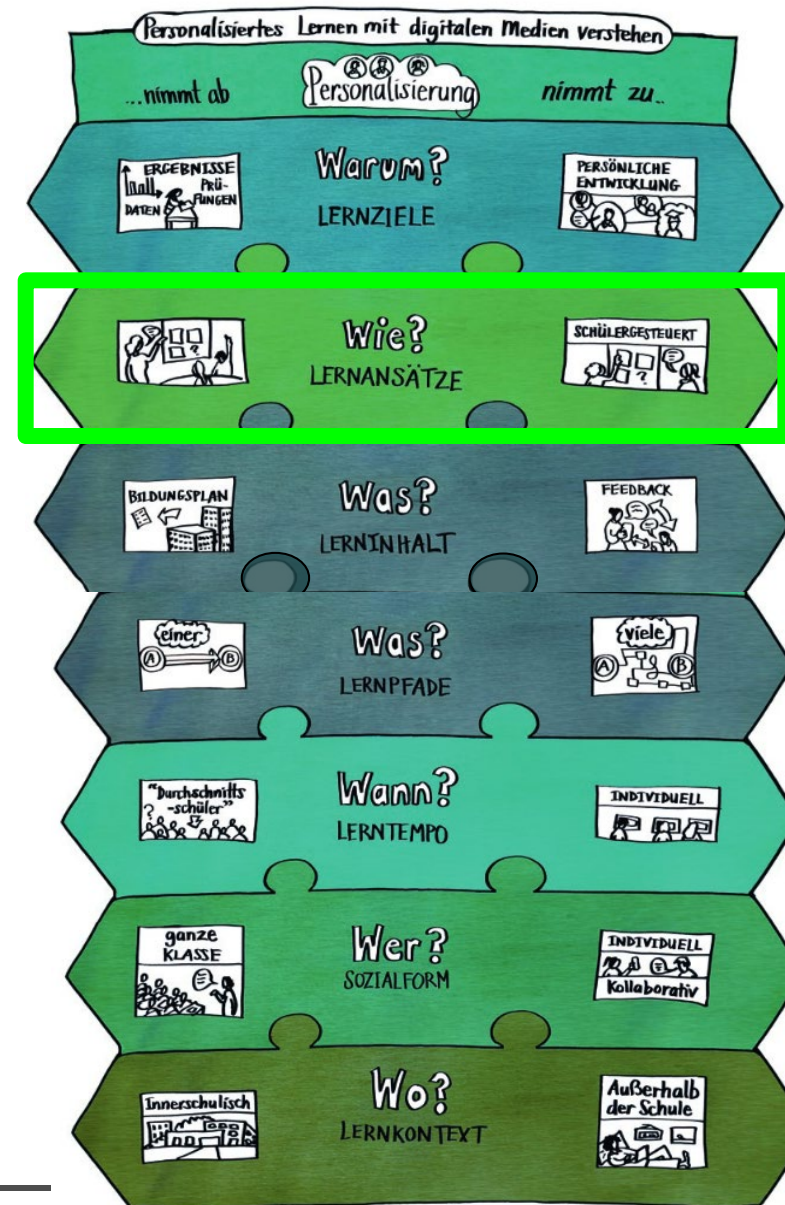 Personalisiertes Lernen mit digitalen Medien verstehen
...nimmt ab
Personalisierung
nimmt zu...
ERGEBNISSE
PRÜ-
FUNGEN
DATEN
Warum?
LERNZIELE
PERSÖNLICHE
ENTWICKLUNG
?
Wie?
LERNANSÄTZE
SCHÜLERGESTEUERT
?
BILDUNGSPLAN
Was?
LERNINHALT
FEEDBACK
einer
A B
Was?
LERNPFADE
viele
A B
"Durchschnitts
-schüler"
?
Wann?
LERNTEMPO
INDIVIDUELL
ganze
KLASSE
Wer?
SOZIALFORM
INDIVIDUELL
Kollaborativ
Innerschulisch
Wo?
LERNKONTEXT
Außerhalb
der Schule